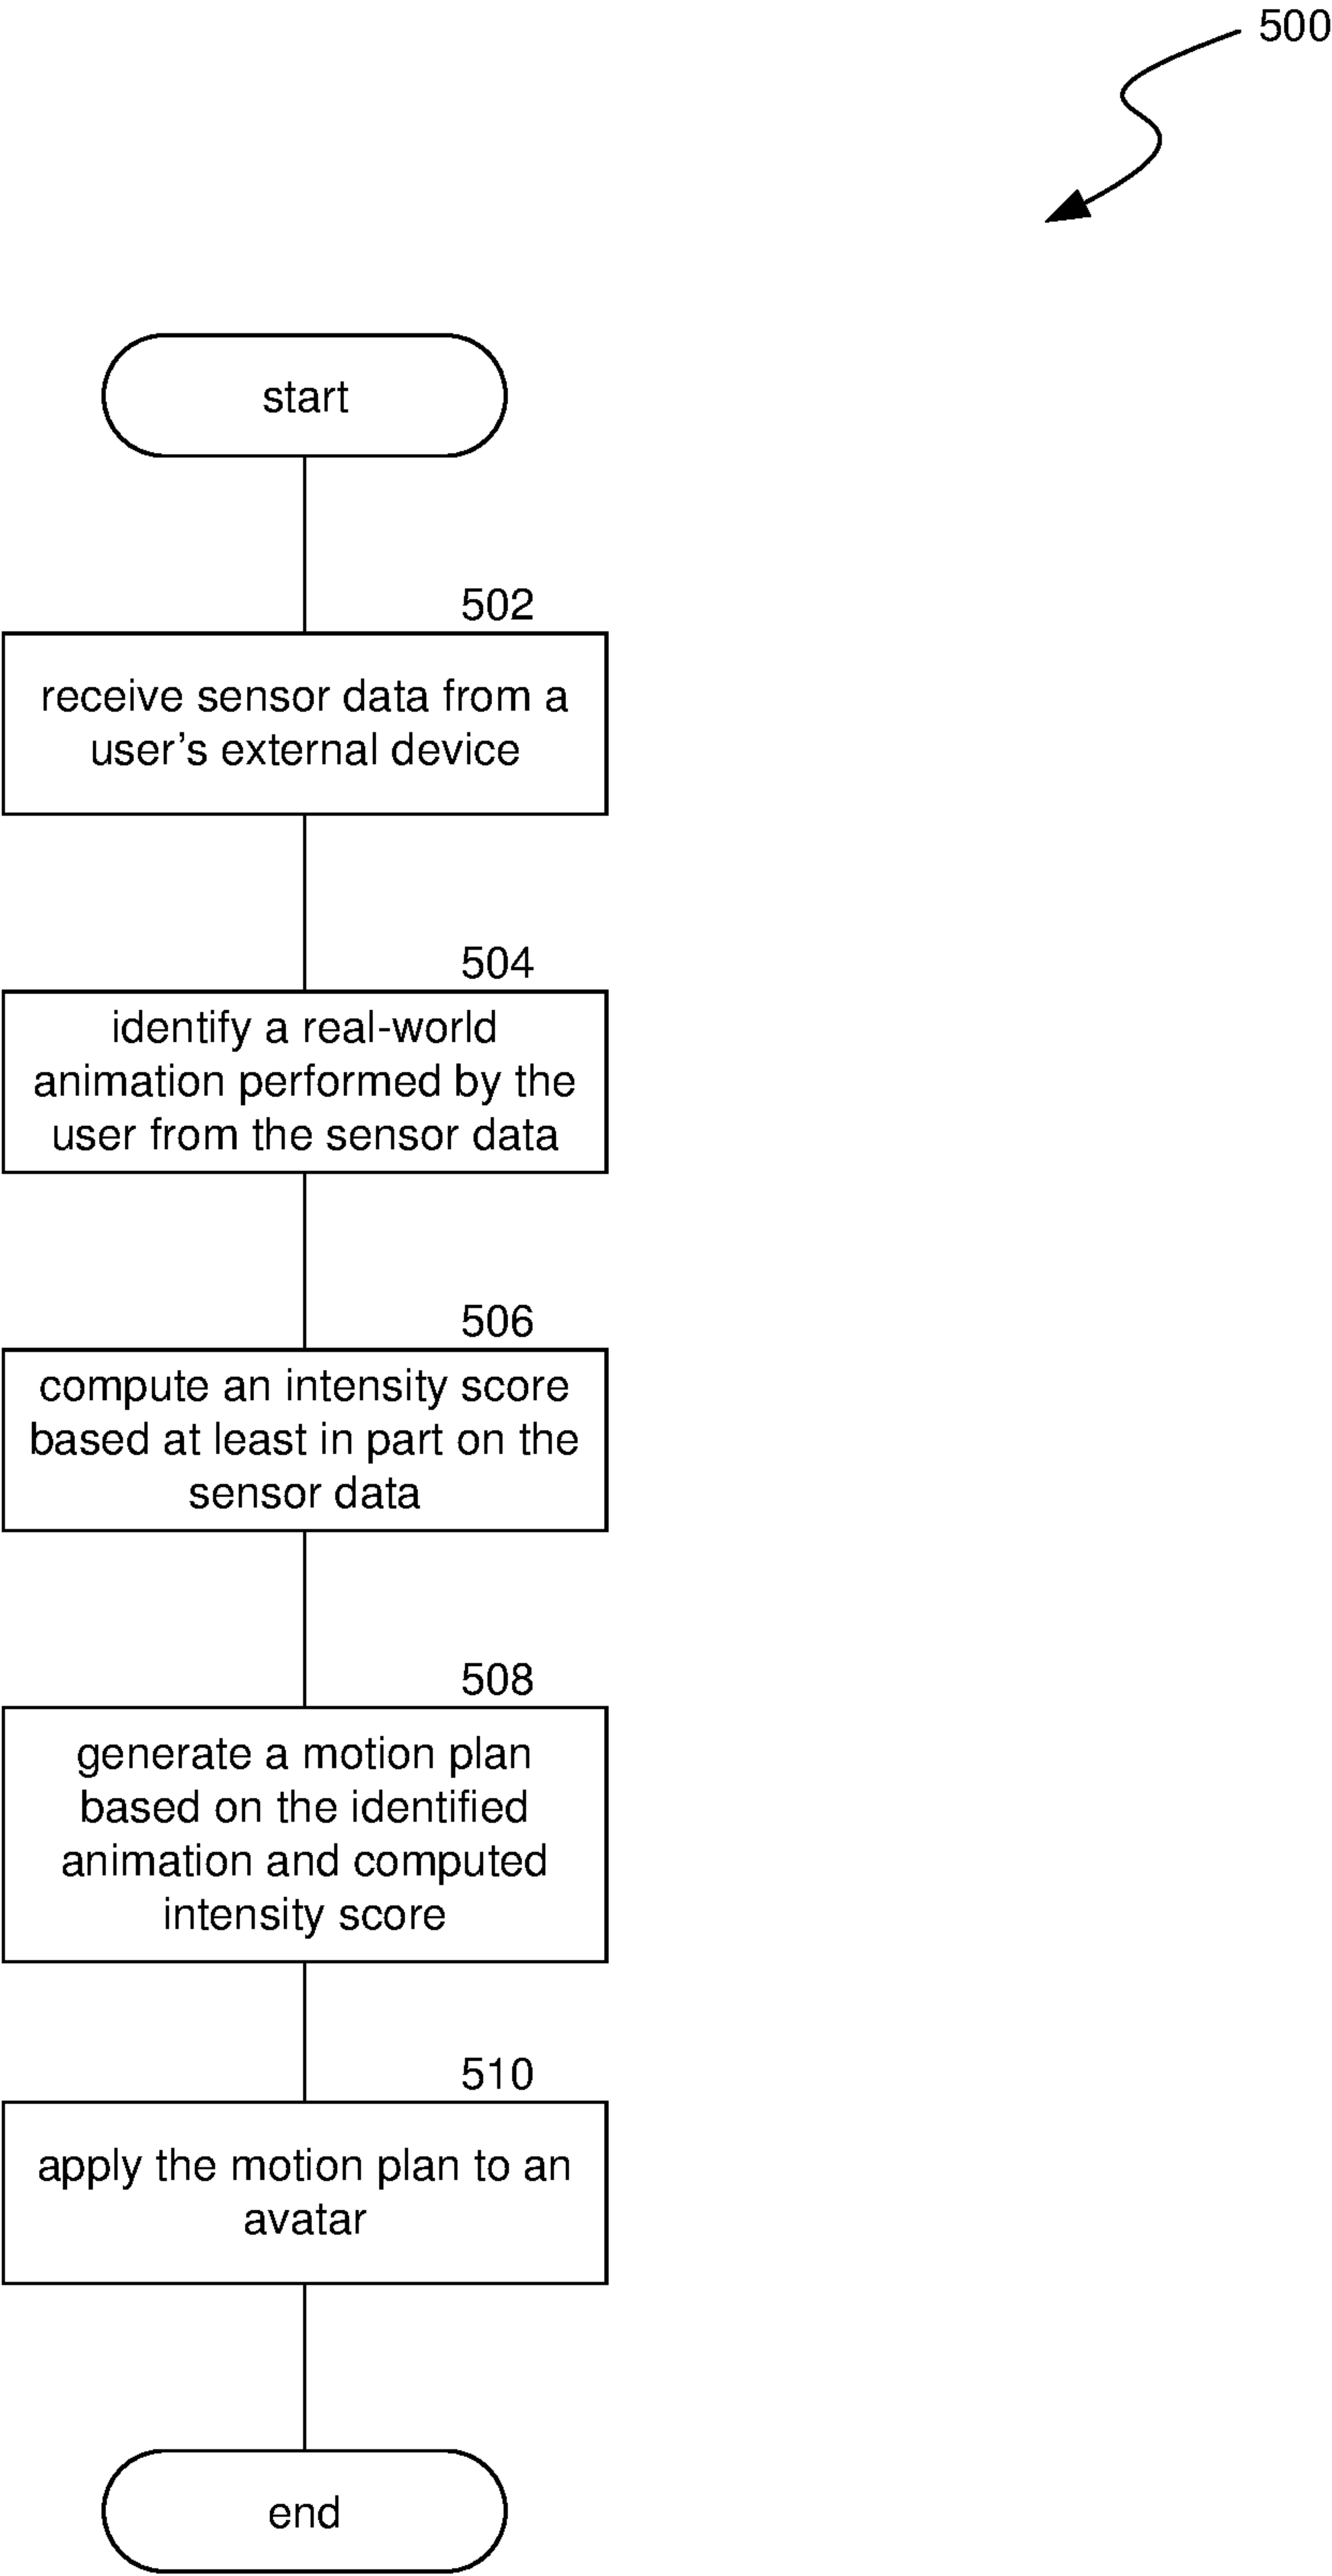 500
start
502
receive sensor data from a
user's external device
504
identify a real-world
animation performed by the
user from the sensor data
506
compute an intensity score
based at least in part on the
sensor data
508
generate a motion plan
based on the identified
animation and computed
intensity score
510
apply the motion plan to an
avatar
end